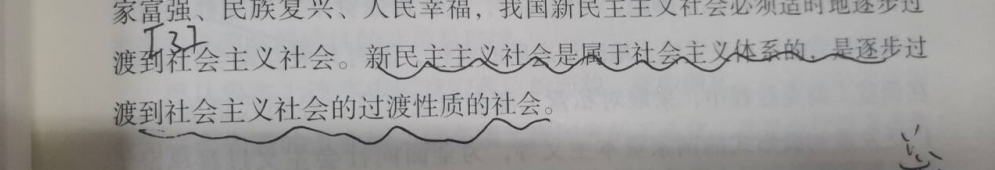 家富强、民族复兴、人民幸福，我国新民主主义社会必须适时地逐步过
[3]
渡到社会主义社会。新民主主义社会是属于社会主义体系的，是逐步过
渡到社会主义社会的过渡性质的社会。